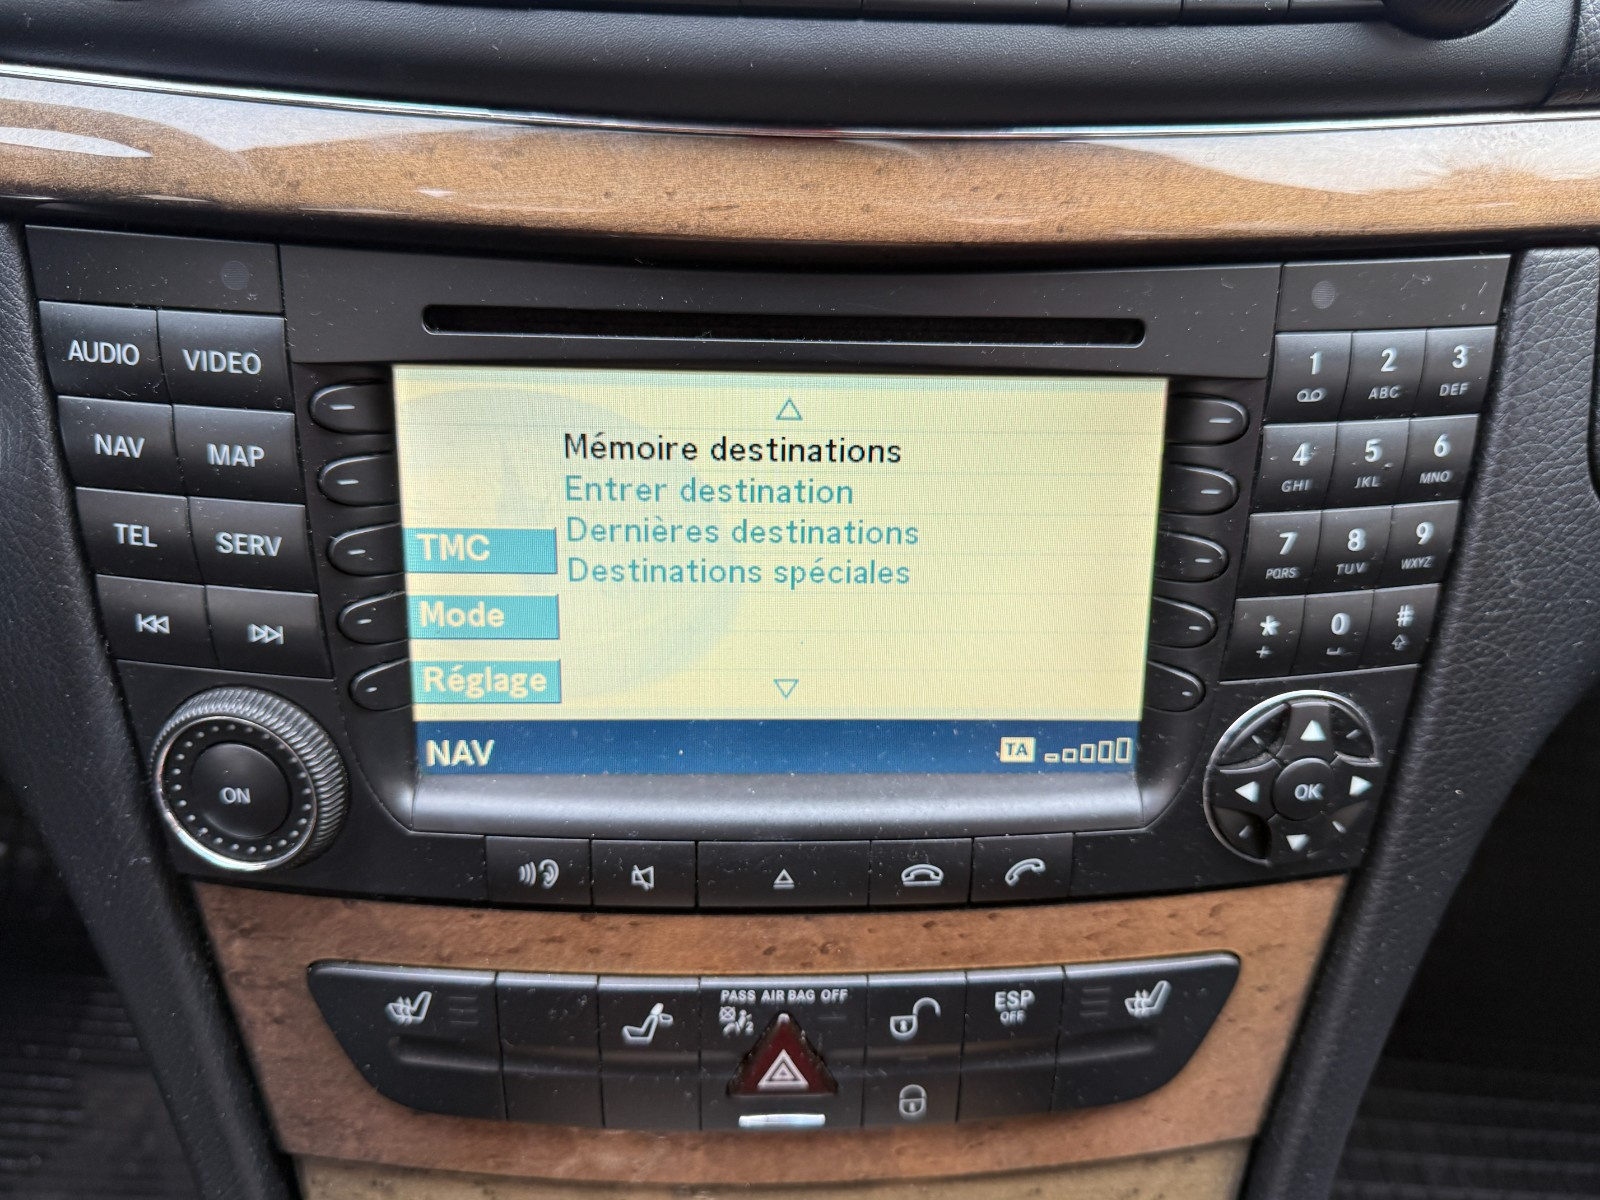 AUDIO VIDEO
NAV MAP
TEL SERV
ON
Mémoire destinations
Entrer destination
Dernières destinations
Destinations spéciales
TMC
Mode
Réglage
NAV TA
1 2 ABC 3 DEF
4 GHI 5 JKL 6 MNO
7 PQRS 8 TUV 9 WXYZ
* + 0 #
OK
PASS AIR BAG OFF
2
ESP
OFF